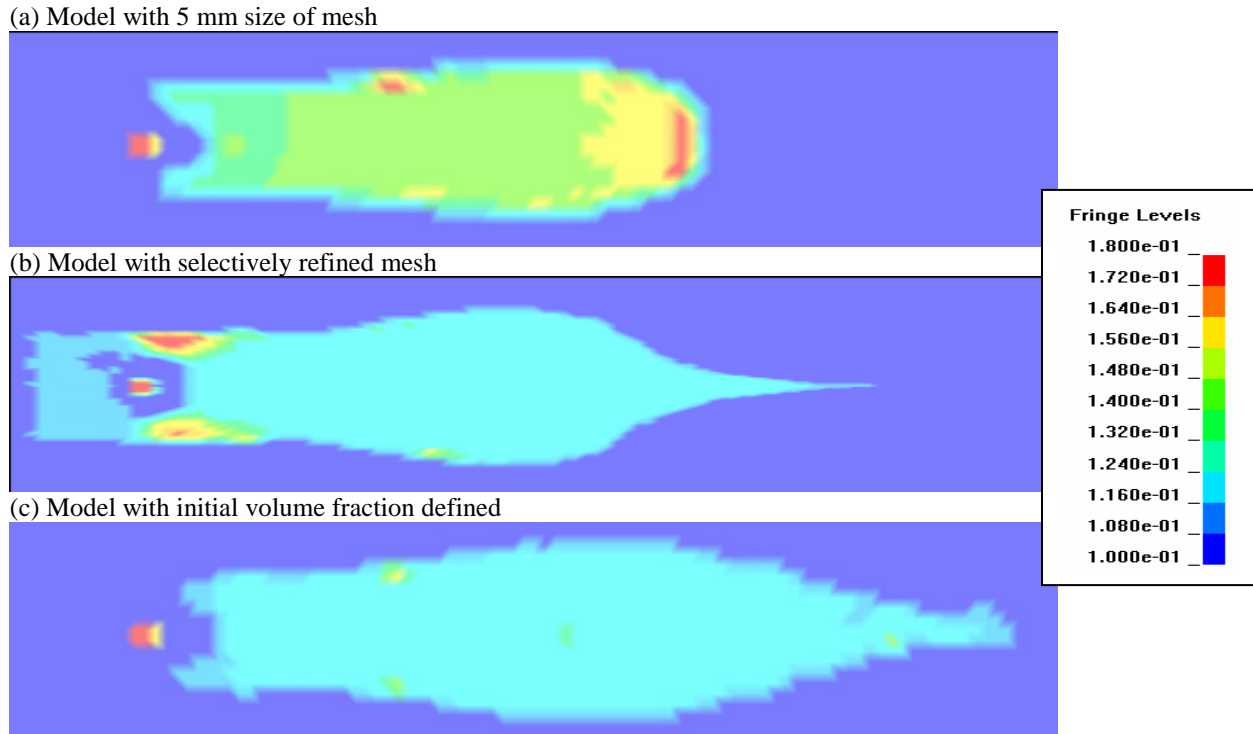 (a) Model with 5 mm size of mesh
(b) Model with selectively refined mesh
(c) Model with initial volume fraction defined
Fringe Levels
1.800e-01 _
1.720e-01 _
1.640e-01 _
1.560e-01 _
1.480e-01 _
1.400e-01 _
1.320e-01 _
1.240e-01 _
1.160e-01 _
1.080e-01 _
1.000e-01 _